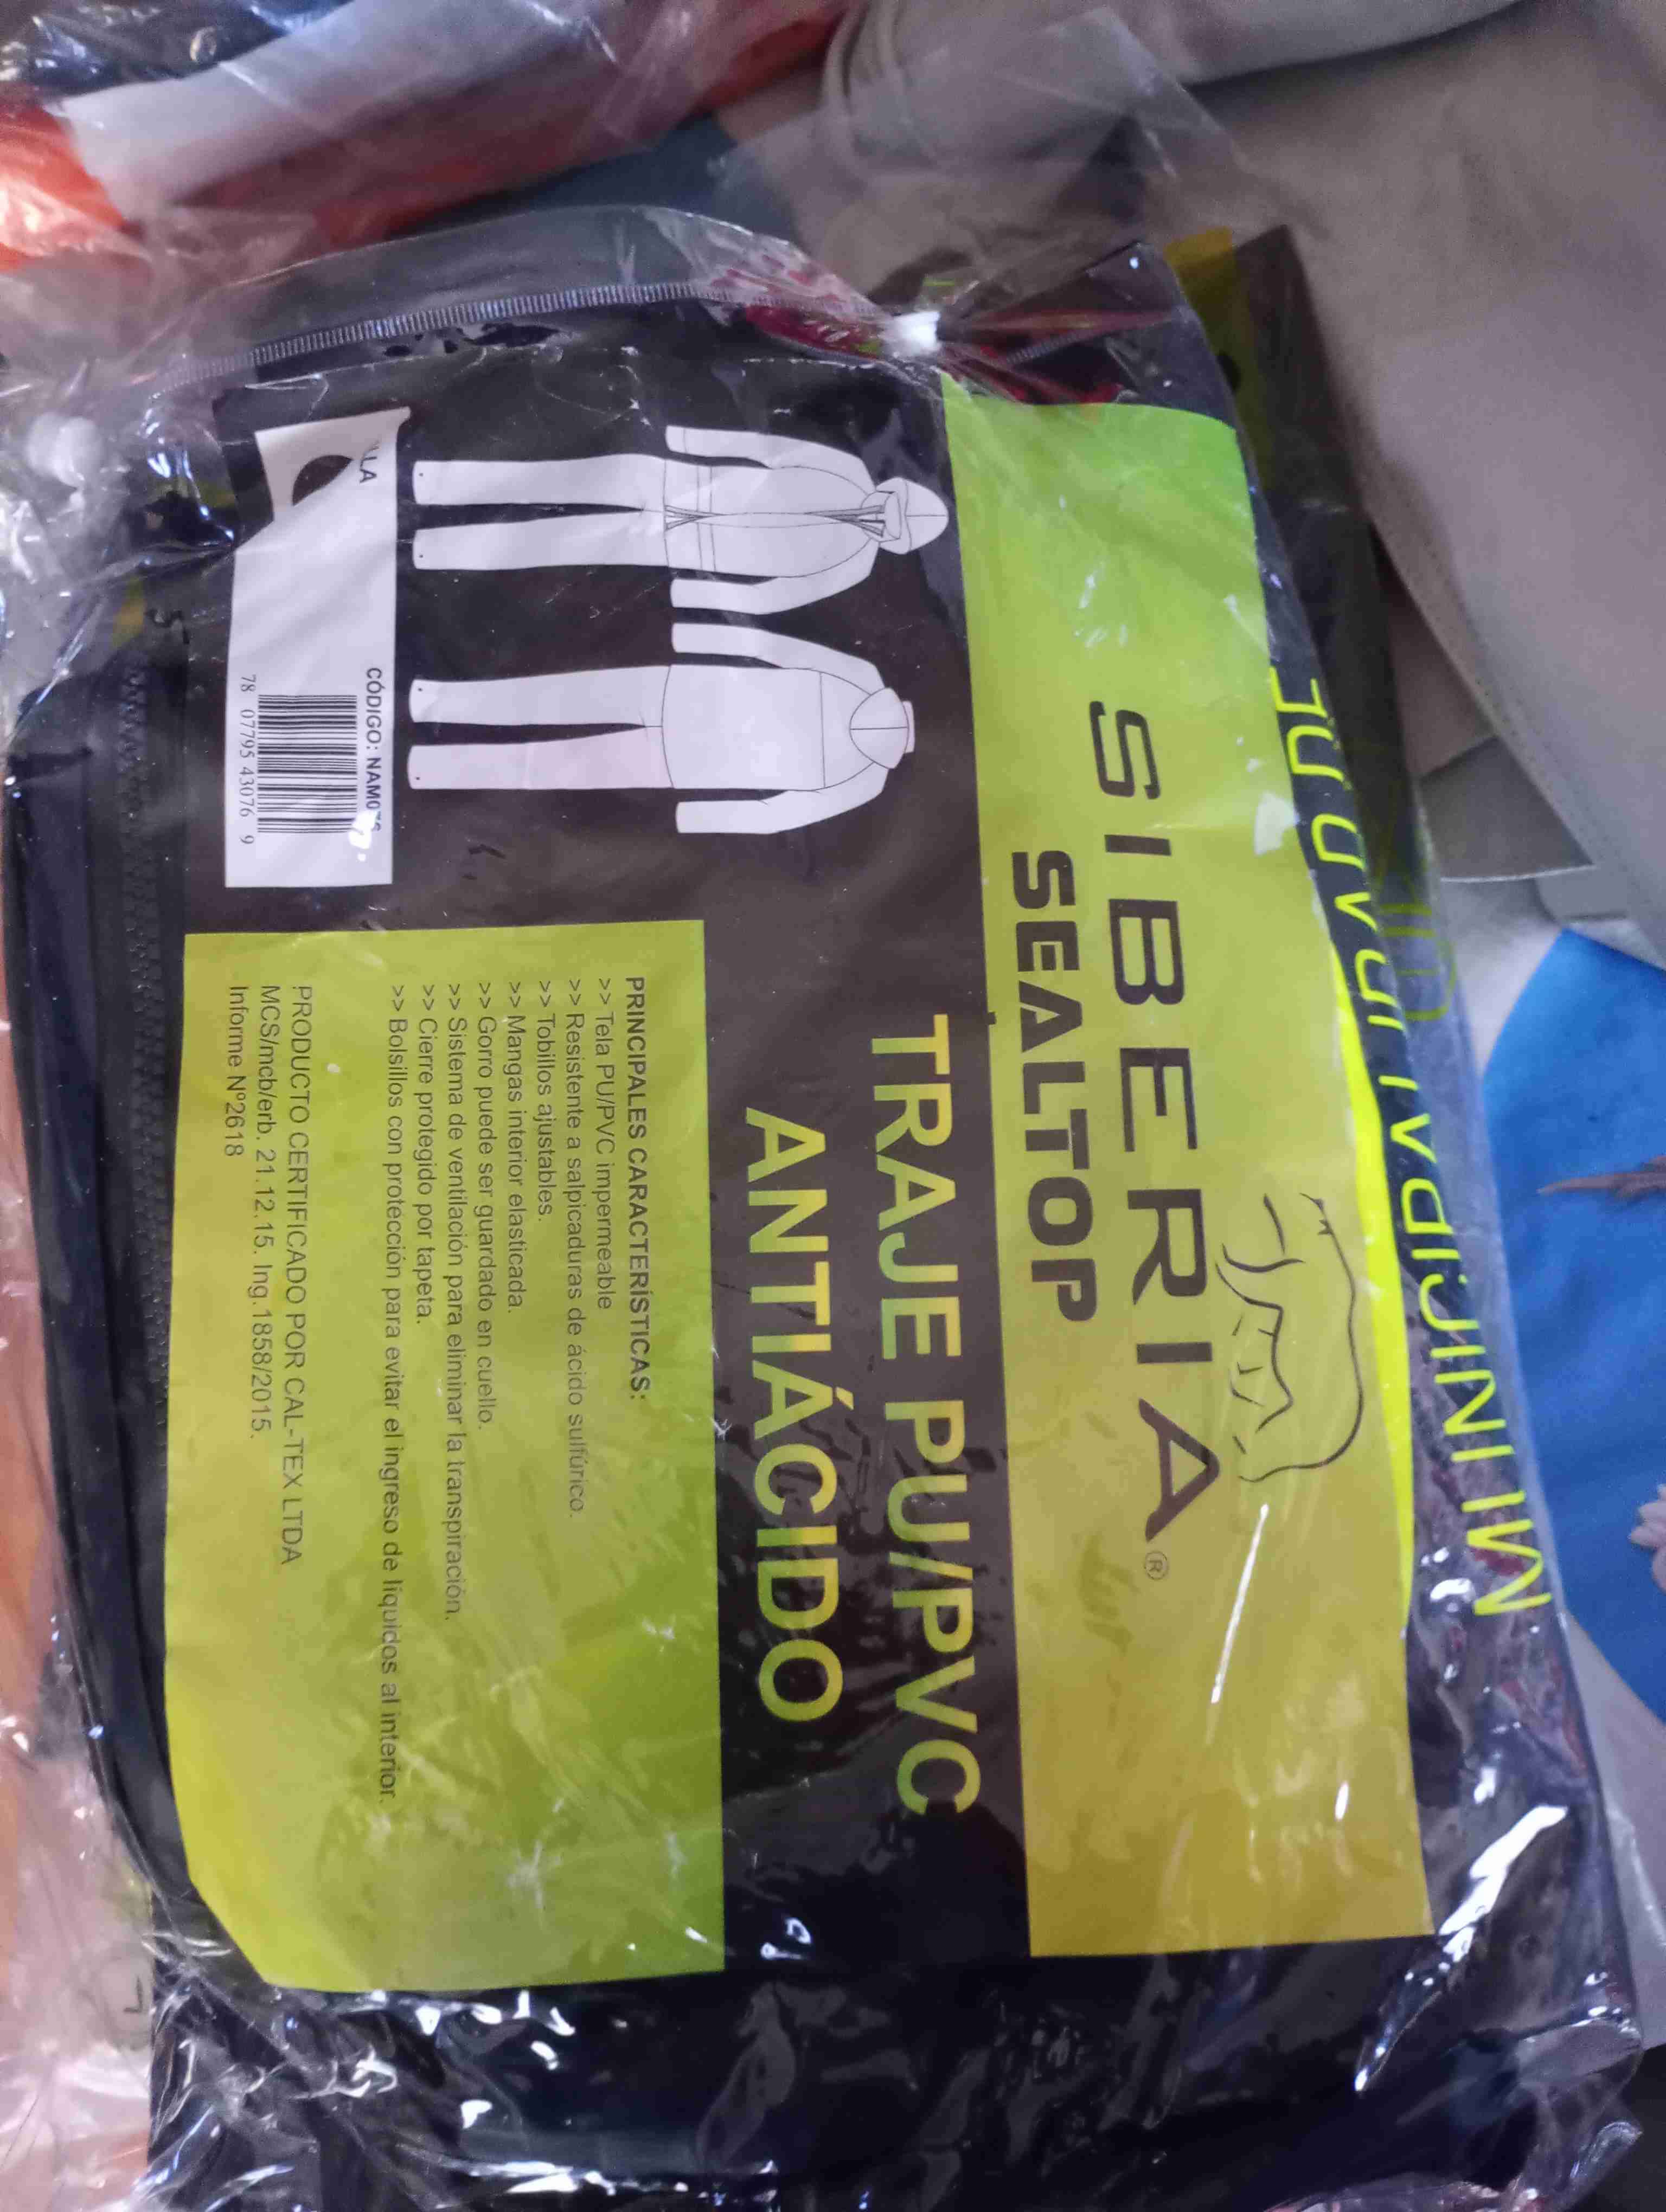 SIBERIA®
SEALTOP
TRAJE PU/PVC
ANTIÁCIDO
PRINCIPALES CARACTERÍSTICAS:
>> Tela PU/PVC impermeable
>> Resistente a salpicaduras de ácido sulfúrico.
>> Tobillos ajustables.
>> Mangas interior elasticada.
>> Gorro puede ser guardado en cuello.
>> Sistema de ventilación para eliminar la transpiración.
>> Cierre protegido por tapeta.
>> Bolsillos con protección para evitar el ingreso de líquidos al interior.
PRODUCTO CERTIFICADO POR CAL-TEX LTDA
MCS/mcb/erb. 21.12.15. Ing.1858/2015.
Informe Nº2618
CÓDIGO:
78 07795 43076 9